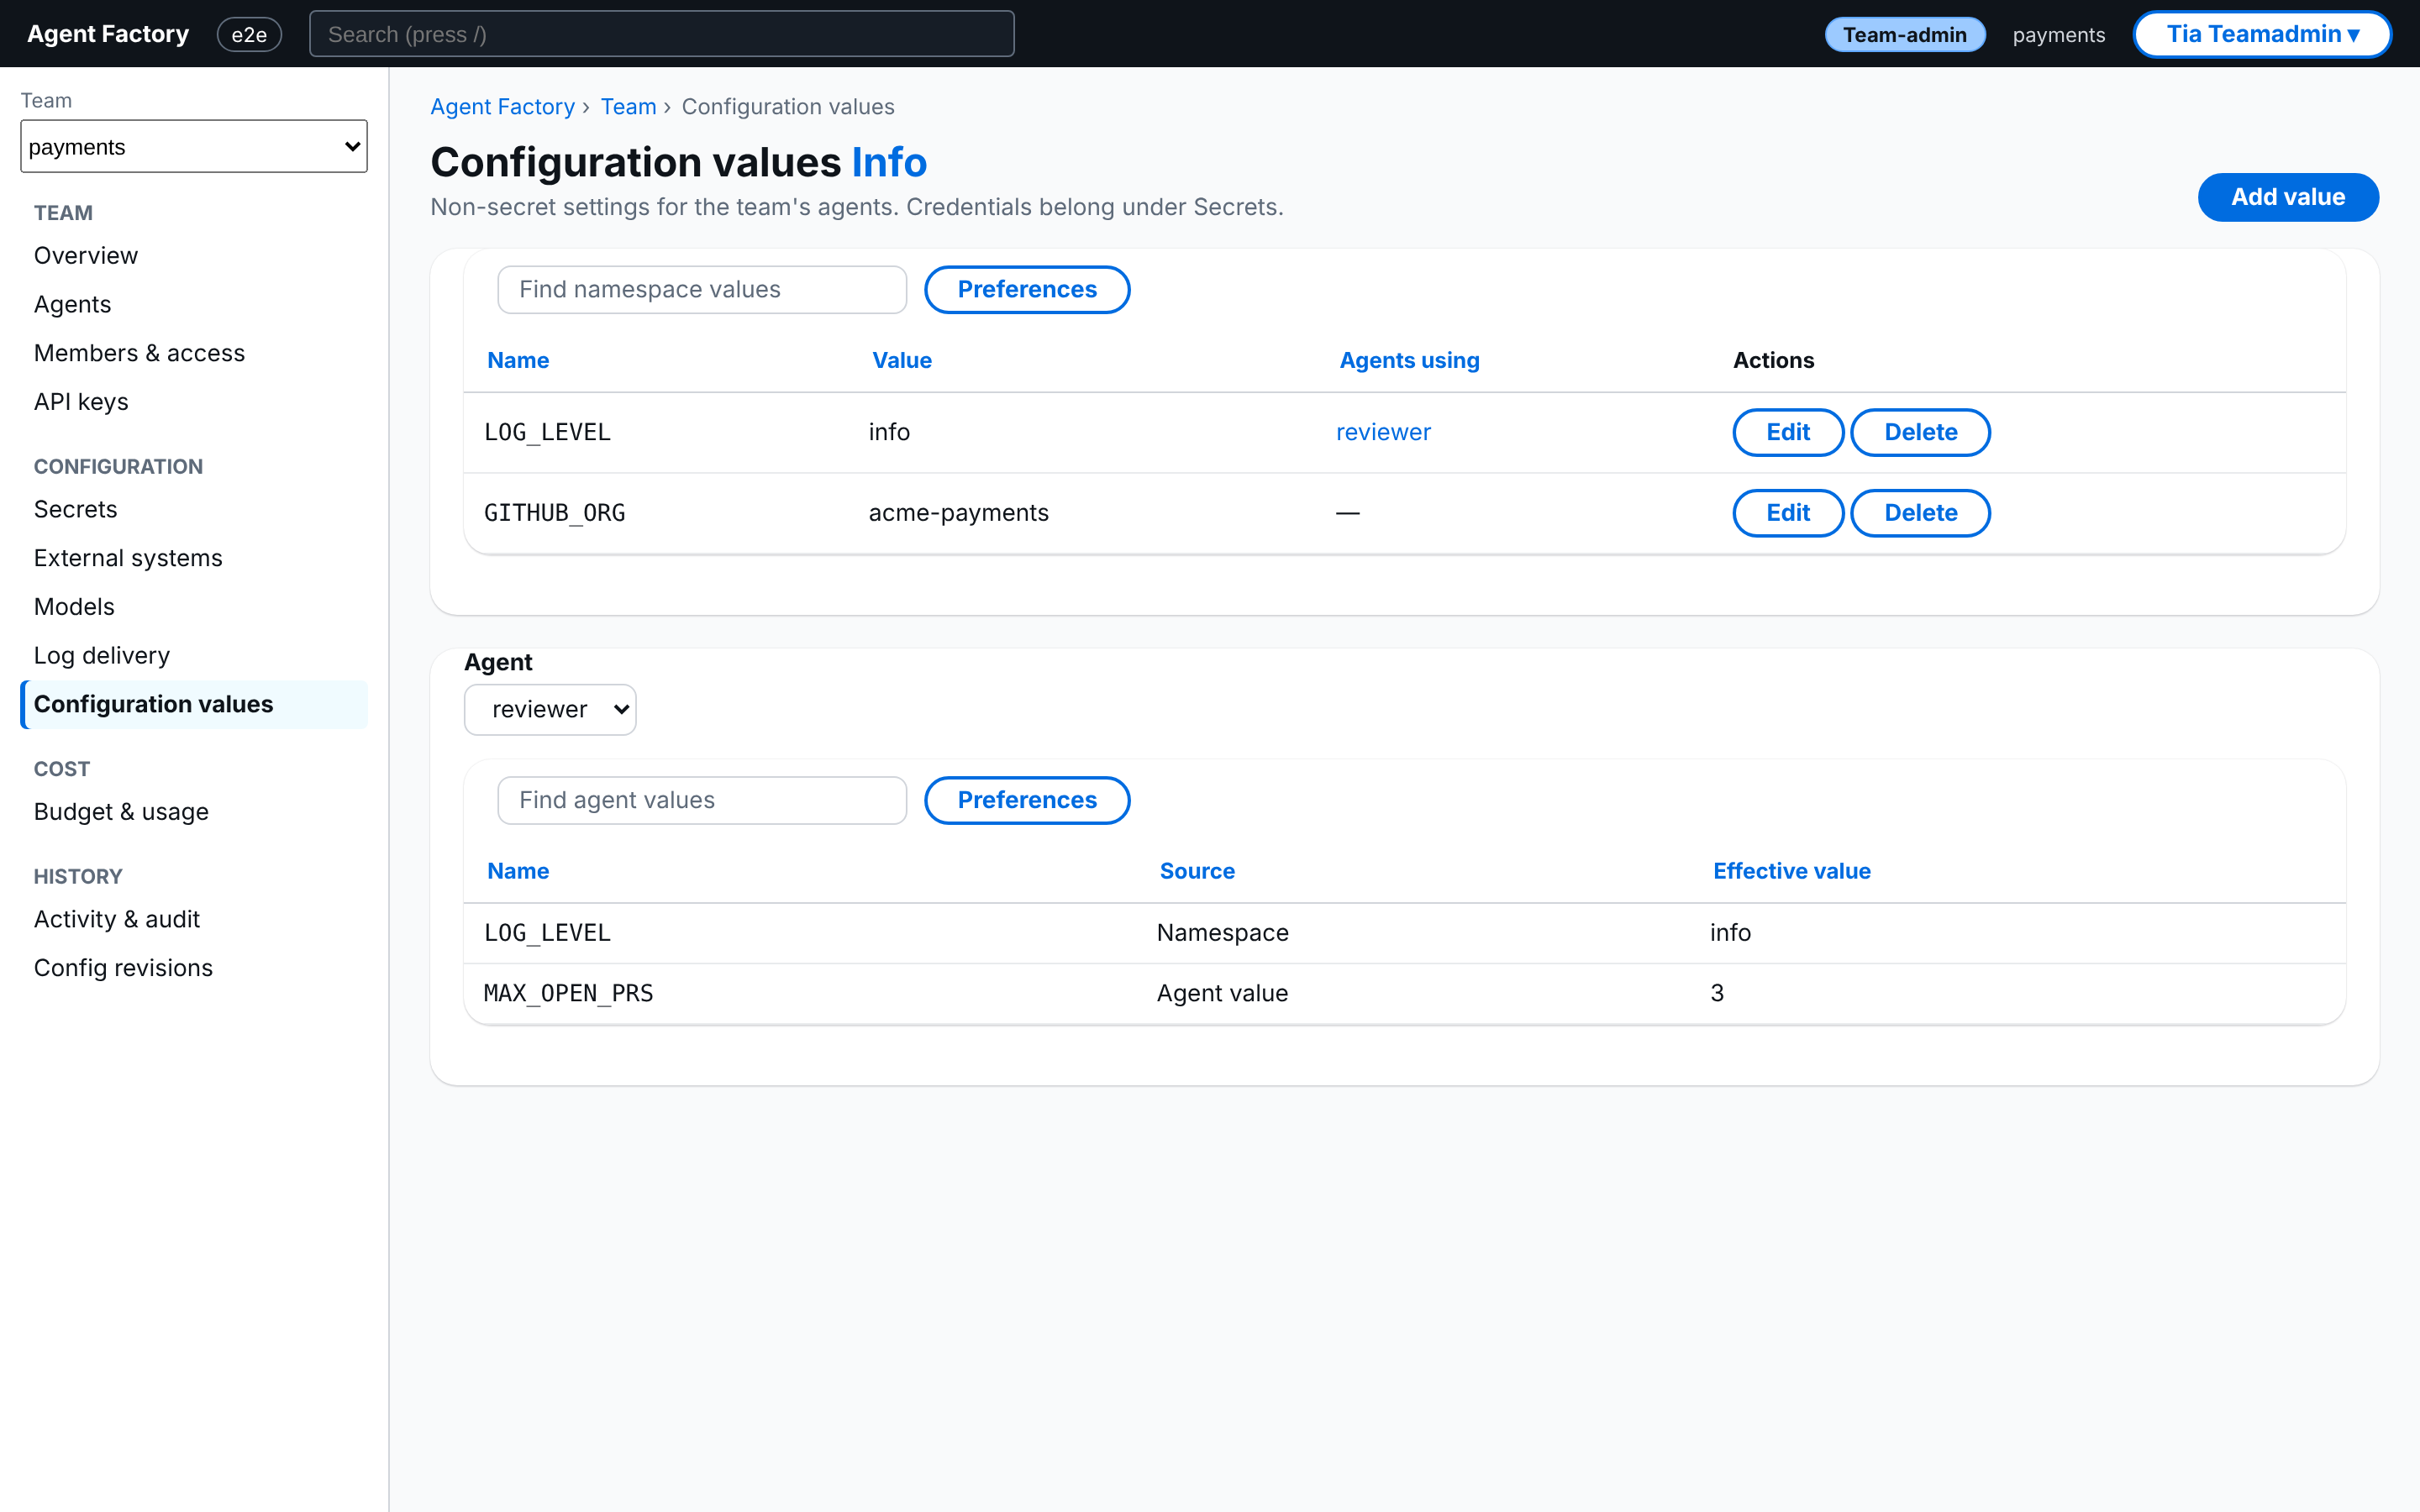 Agent Factory e2e Search (press /) Team-admin payments Tia Teamadmin ▾
Team
payments
TEAM
Overview
Agents
Members & access
API keys
CONFIGURATION
Secrets
External systems
Models
Log delivery
Configuration values
COST
Budget & usage
HISTORY
Activity & audit
Config revisions
Agent Factory › Team › Configuration values
Configuration values Info
Non-secret settings for the team's agents. Credentials belong under Secrets.
Add value
Find namespace values Preferences
Name Value Agents using Actions
LOG_LEVEL info reviewer Edit Delete
GITHUB_ORG acme-payments — Edit Delete
Agent
reviewer
Find agent values Preferences
Name Source Effective value
LOG_LEVEL Namespace info
MAX_OPEN_PRS Agent value 3